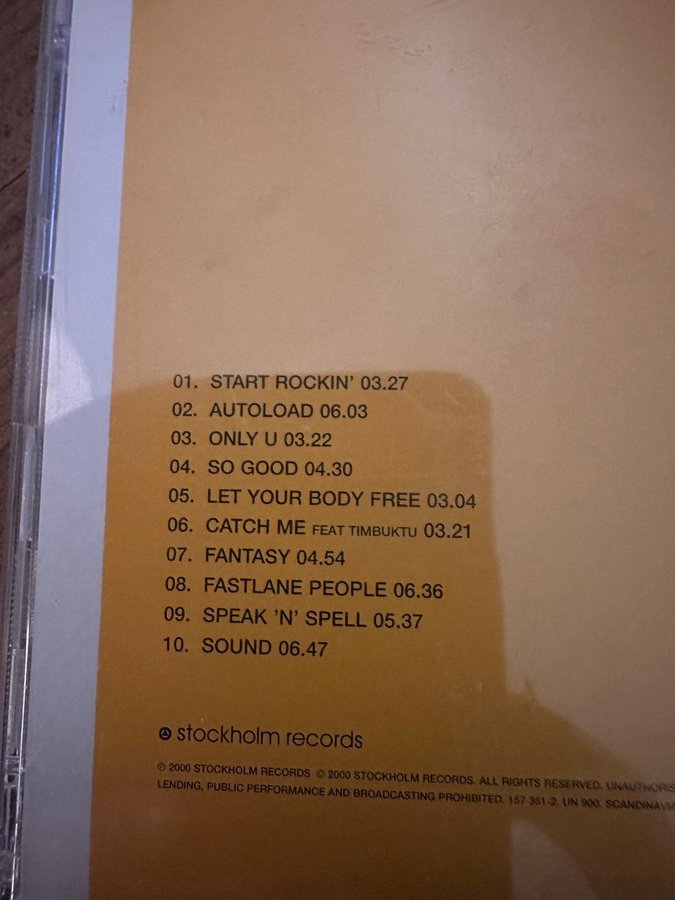 01. START ROCKIN' 03.27
02. AUTOLOAD 06.03
03. ONLY U 03.22
04. SO GOOD 04.30
05. LET YOUR BODY FREE 03.04
06. CATCH ME FEAT TIMBUKTU 03.21
07. FANTASY 04.54
08. FASTLANE PEOPLE 06.36
09. SPEAK 'N' SPELL 05.37
10. SOUND 06.47
stockholm records
℗ 2000 STOCKHOLM RECORDS © 2000 STOCKHOLM RECORDS. ALL RIGHTS RESERVED. UNAUTHORIS
LENDING, PUBLIC PERFORMANCE AND BROADCASTING PROHIBITED. 157 351-2. UN 900. SCANDINAVIA